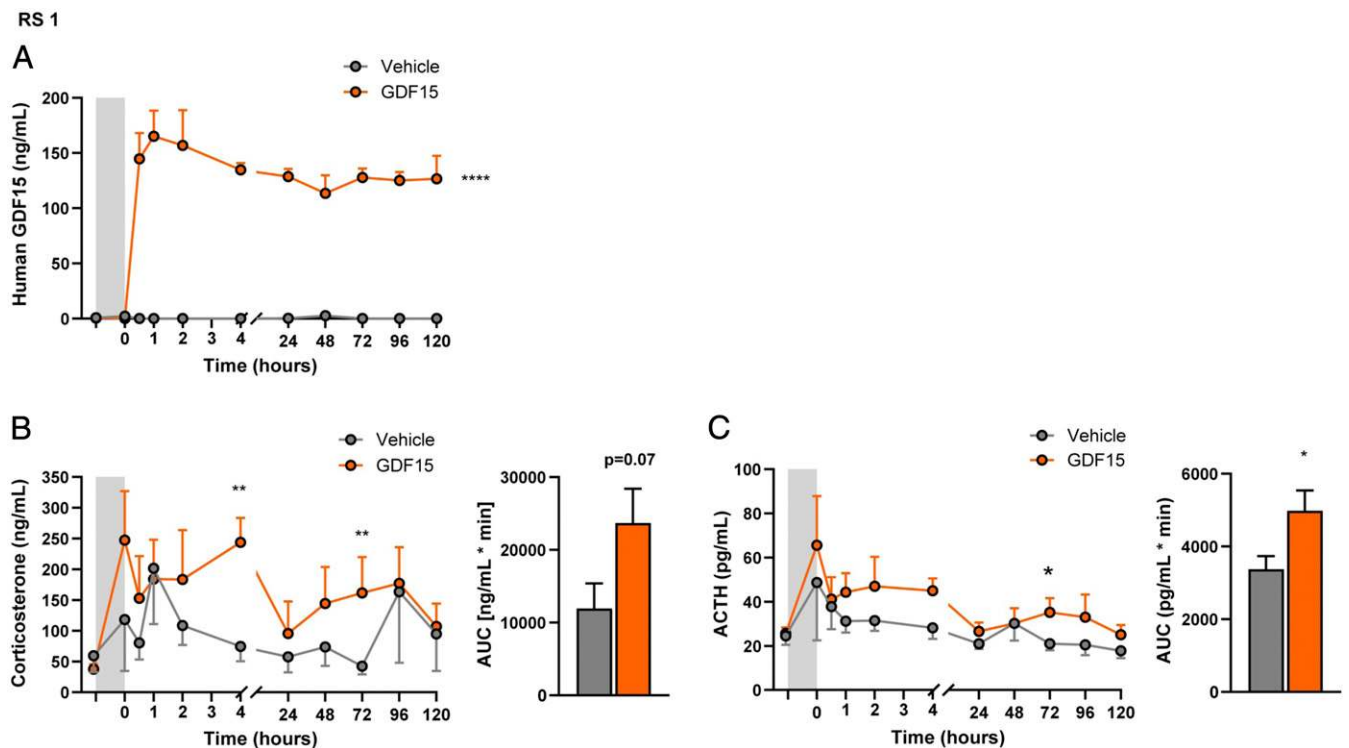 RS 1
A
Vehicle
GDF15
Human GDF15 (ng/mL)
200
150
100
50
0
****
0 1 2 3 4 24 48 72 96 120
Time (hours)
B
Vehicle
GDF15
Corticosterone (ng/mL)
350
300
250
200
150
100
50
0
**
**
0 1 2 3 4 24 48 72 96 120
Time (hours)
p=0.07
AUC [ng/mL * min]
30000
20000
10000
0
C
Vehicle
GDF15
ACTH (pg/mL)
100
80
60
40
20
0
*
0 1 2 3 4 24 48 72 96 120
Time (hours)
*
AUC (pg/mL * min)
6000
4000
2000
0